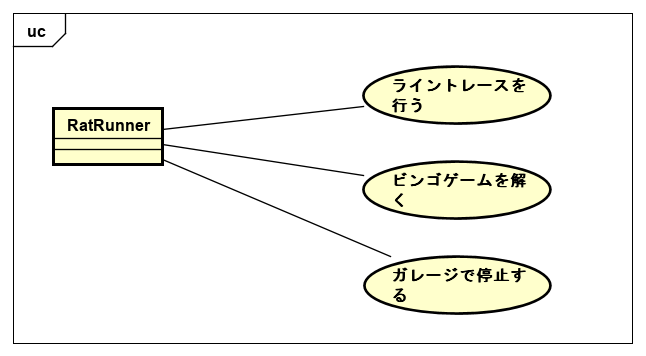 uc
RatRunner
ライントレースを
行う
ビンゴゲームを解
く
ガレージで停止す
る